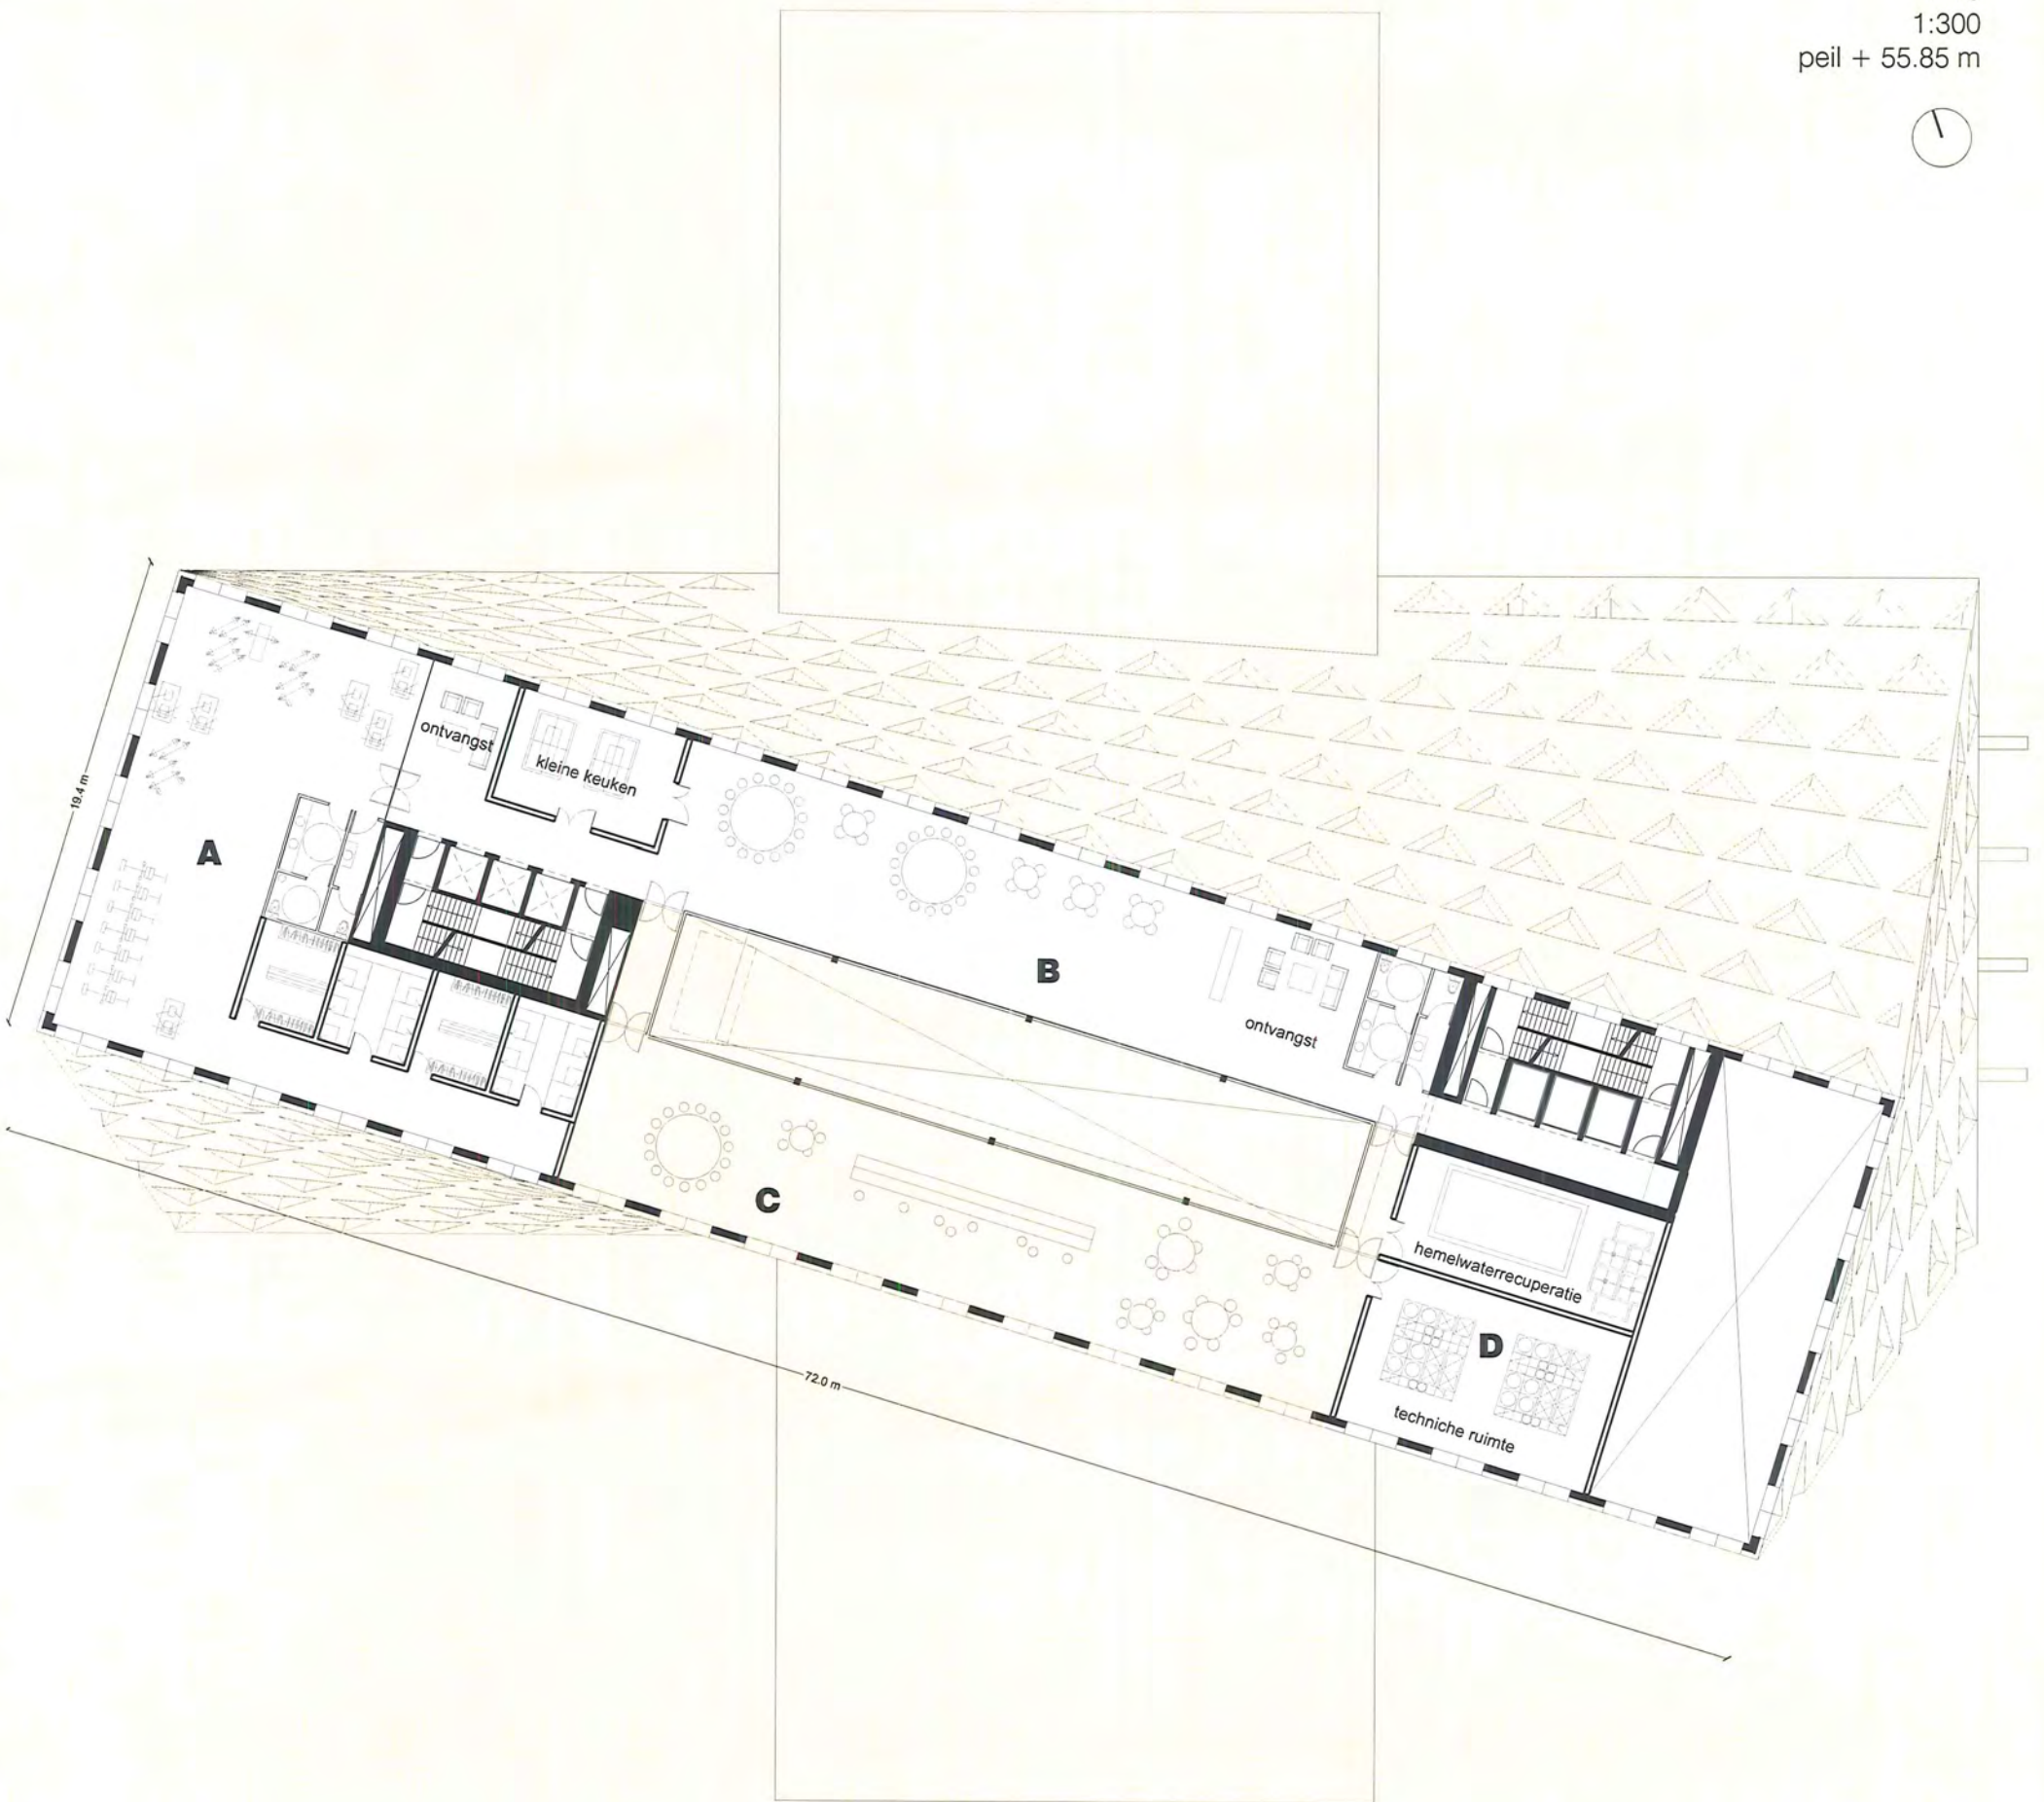 1:300
peil + 55.85 m
19.4 m
ontvangst
kleine keuken
A
B
ontvangst
C
hemelwaterrecuperatie
D
techniche ruimte
72.0 m